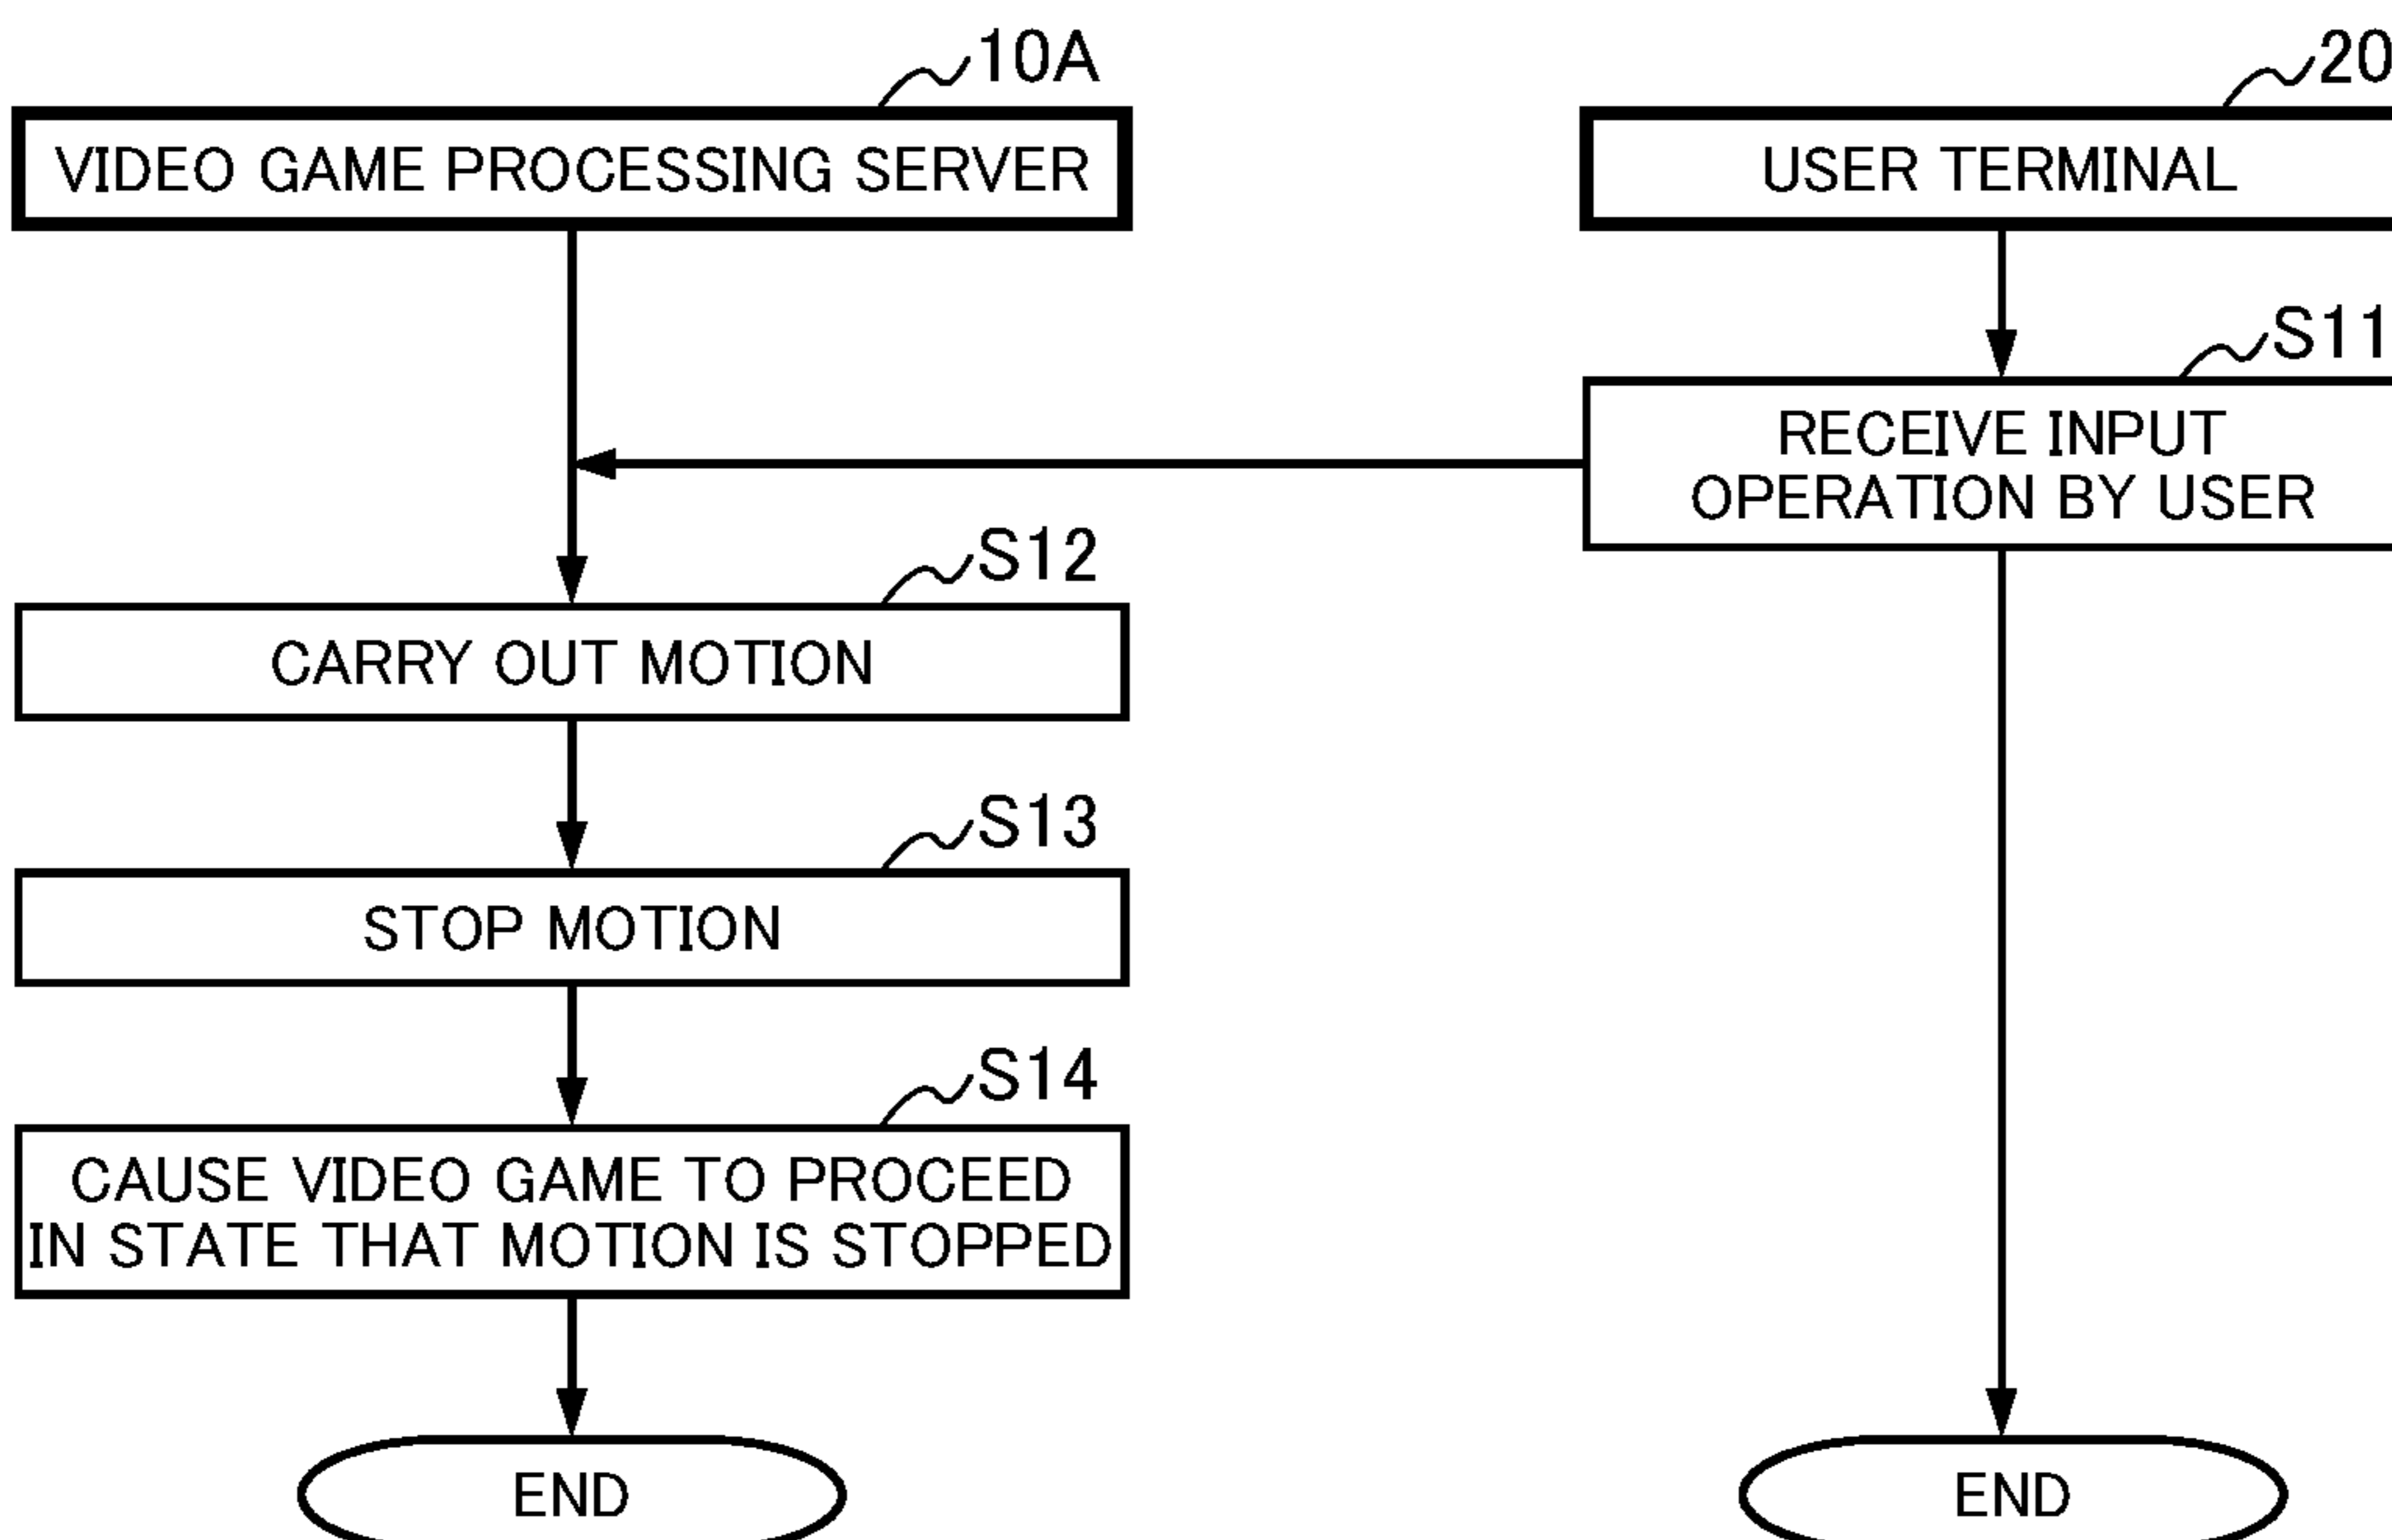 10A
VIDEO GAME PROCESSING SERVER
20
USER TERMINAL
S11
RECEIVE INPUT
OPERATION BY USER
S12
CARRY OUT MOTION
S13
STOP MOTION
S14
CAUSE VIDEO GAME TO PROCEED
IN STATE THAT MOTION IS STOPPED
END
END